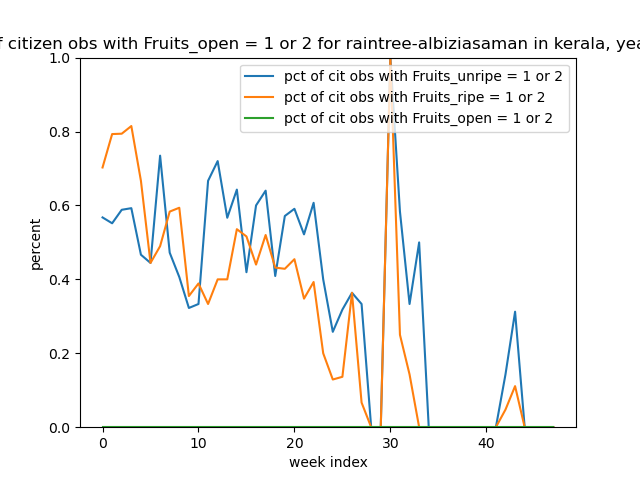 f citizen obs with Fruits_open = 1 or 2 for raintree-albiziasaman in kerala, yea
pct of cit obs with Fruits_unripe = 1 or 2
pct of cit obs with Fruits_ripe = 1 or 2
pct of cit obs with Fruits_open = 1 or 2
1.0
0.8
0.6
0.4
0.2
0.0
percent
0 10 20 30 40
week index